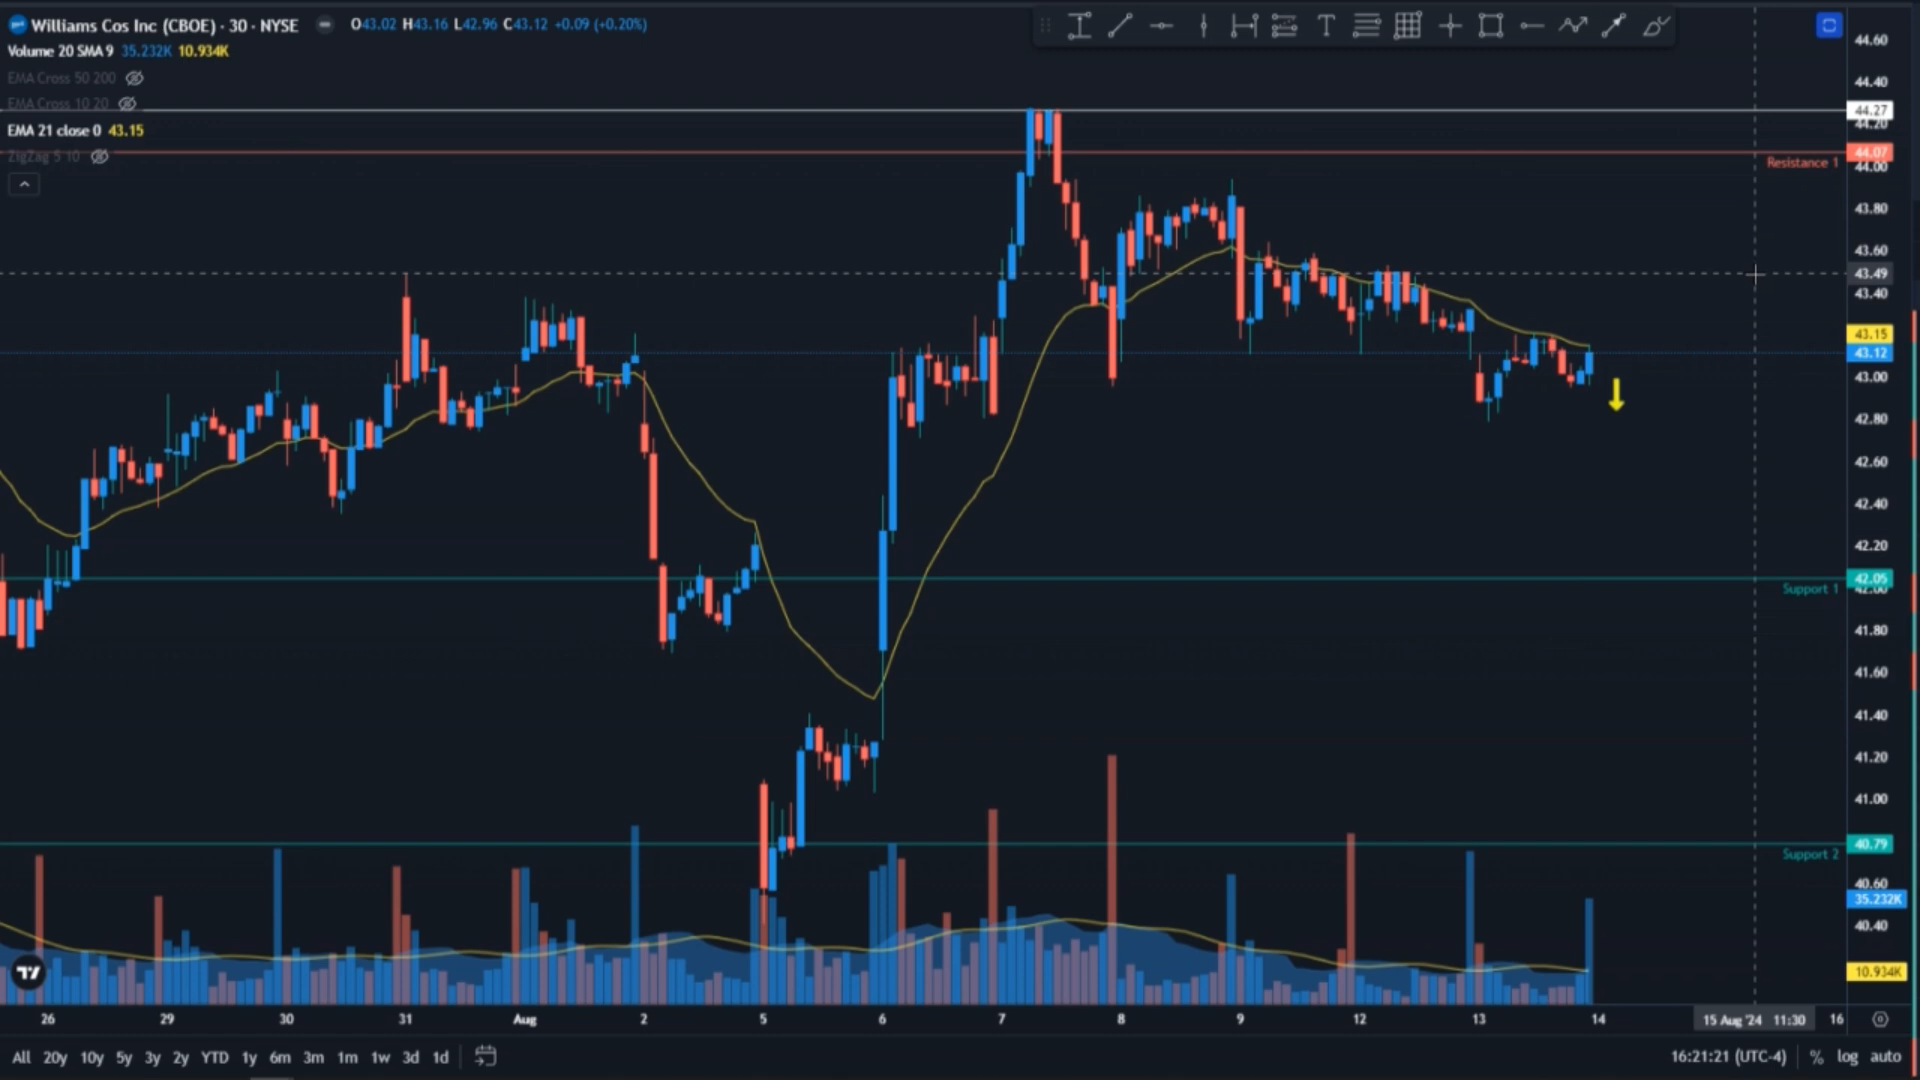 Williams Cos Inc (CBOE) · 30 · NYSE O43.02 H43.16 L42.96 C43.12 +0.09 (+0.20%)
Volume 20 SMA 9 35.232K 10.934K
EMA Cross 50 200
EMA Cross 10 20
EMA 21 close 0 43.15
ZigZag 5 10
44.60
44.40
44.27
44.20
44.07
Resistance 1
44.00
43.80
43.60
43.49
43.40
43.15
43.12
43.00
42.80
42.60
42.40
42.20
42.05
Support 1
42.00
41.80
41.60
41.40
41.20
41.00
40.79
Support 2
40.60
35.232K
40.40
10.934K
26 29 30 31 Aug 2 5 6 7 8 9 12 13 14 15 Aug '24 11:30 16
All 20y 10y 5y 3y 2y YTD 1y 6m 3m 1m 1w 3d 1d 16:21:21 (UTC-4) % log auto